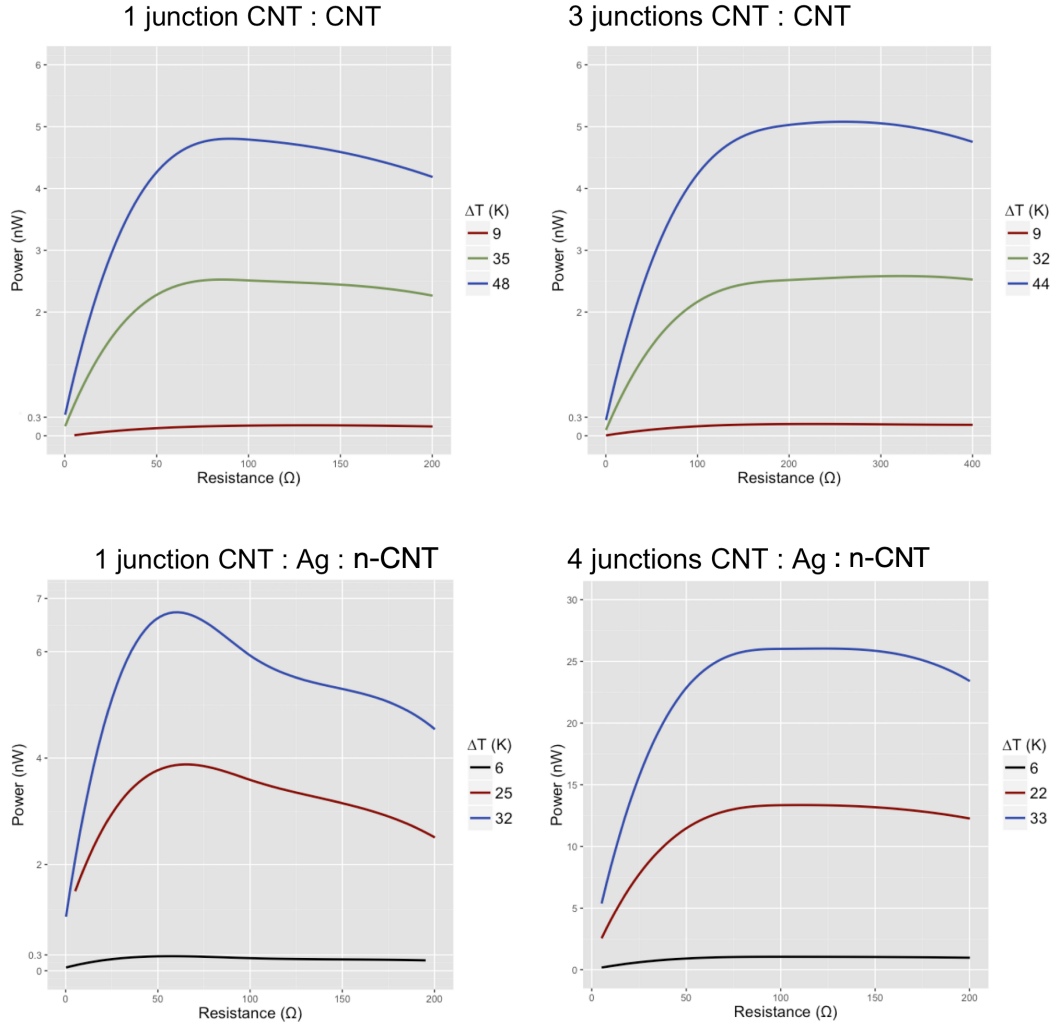 1 junction CNT : CNT
6
5
4
3
2
0.3
0
Power (nW)
0 50 100 150 200
Resistance (Ω)
ΔT (K)
9
35
48
3 junctions CNT : CNT
6
5
4
3
2
0.3
0
Power (nW)
0 100 200 300 400
Resistance (Ω)
ΔT (K)
9
32
44
1 junction CNT : Ag : n-CNT
7
6
4
2
0.3
0
Power (nW)
0 50 100 150 200
Resistance (Ω)
ΔT (K)
6
25
32
4 junctions CNT : Ag : n-CNT
30
25
20
15
10
5
0
Power (nW)
0 50 100 150 200
Resistance (Ω)
ΔT (K)
6
22
33